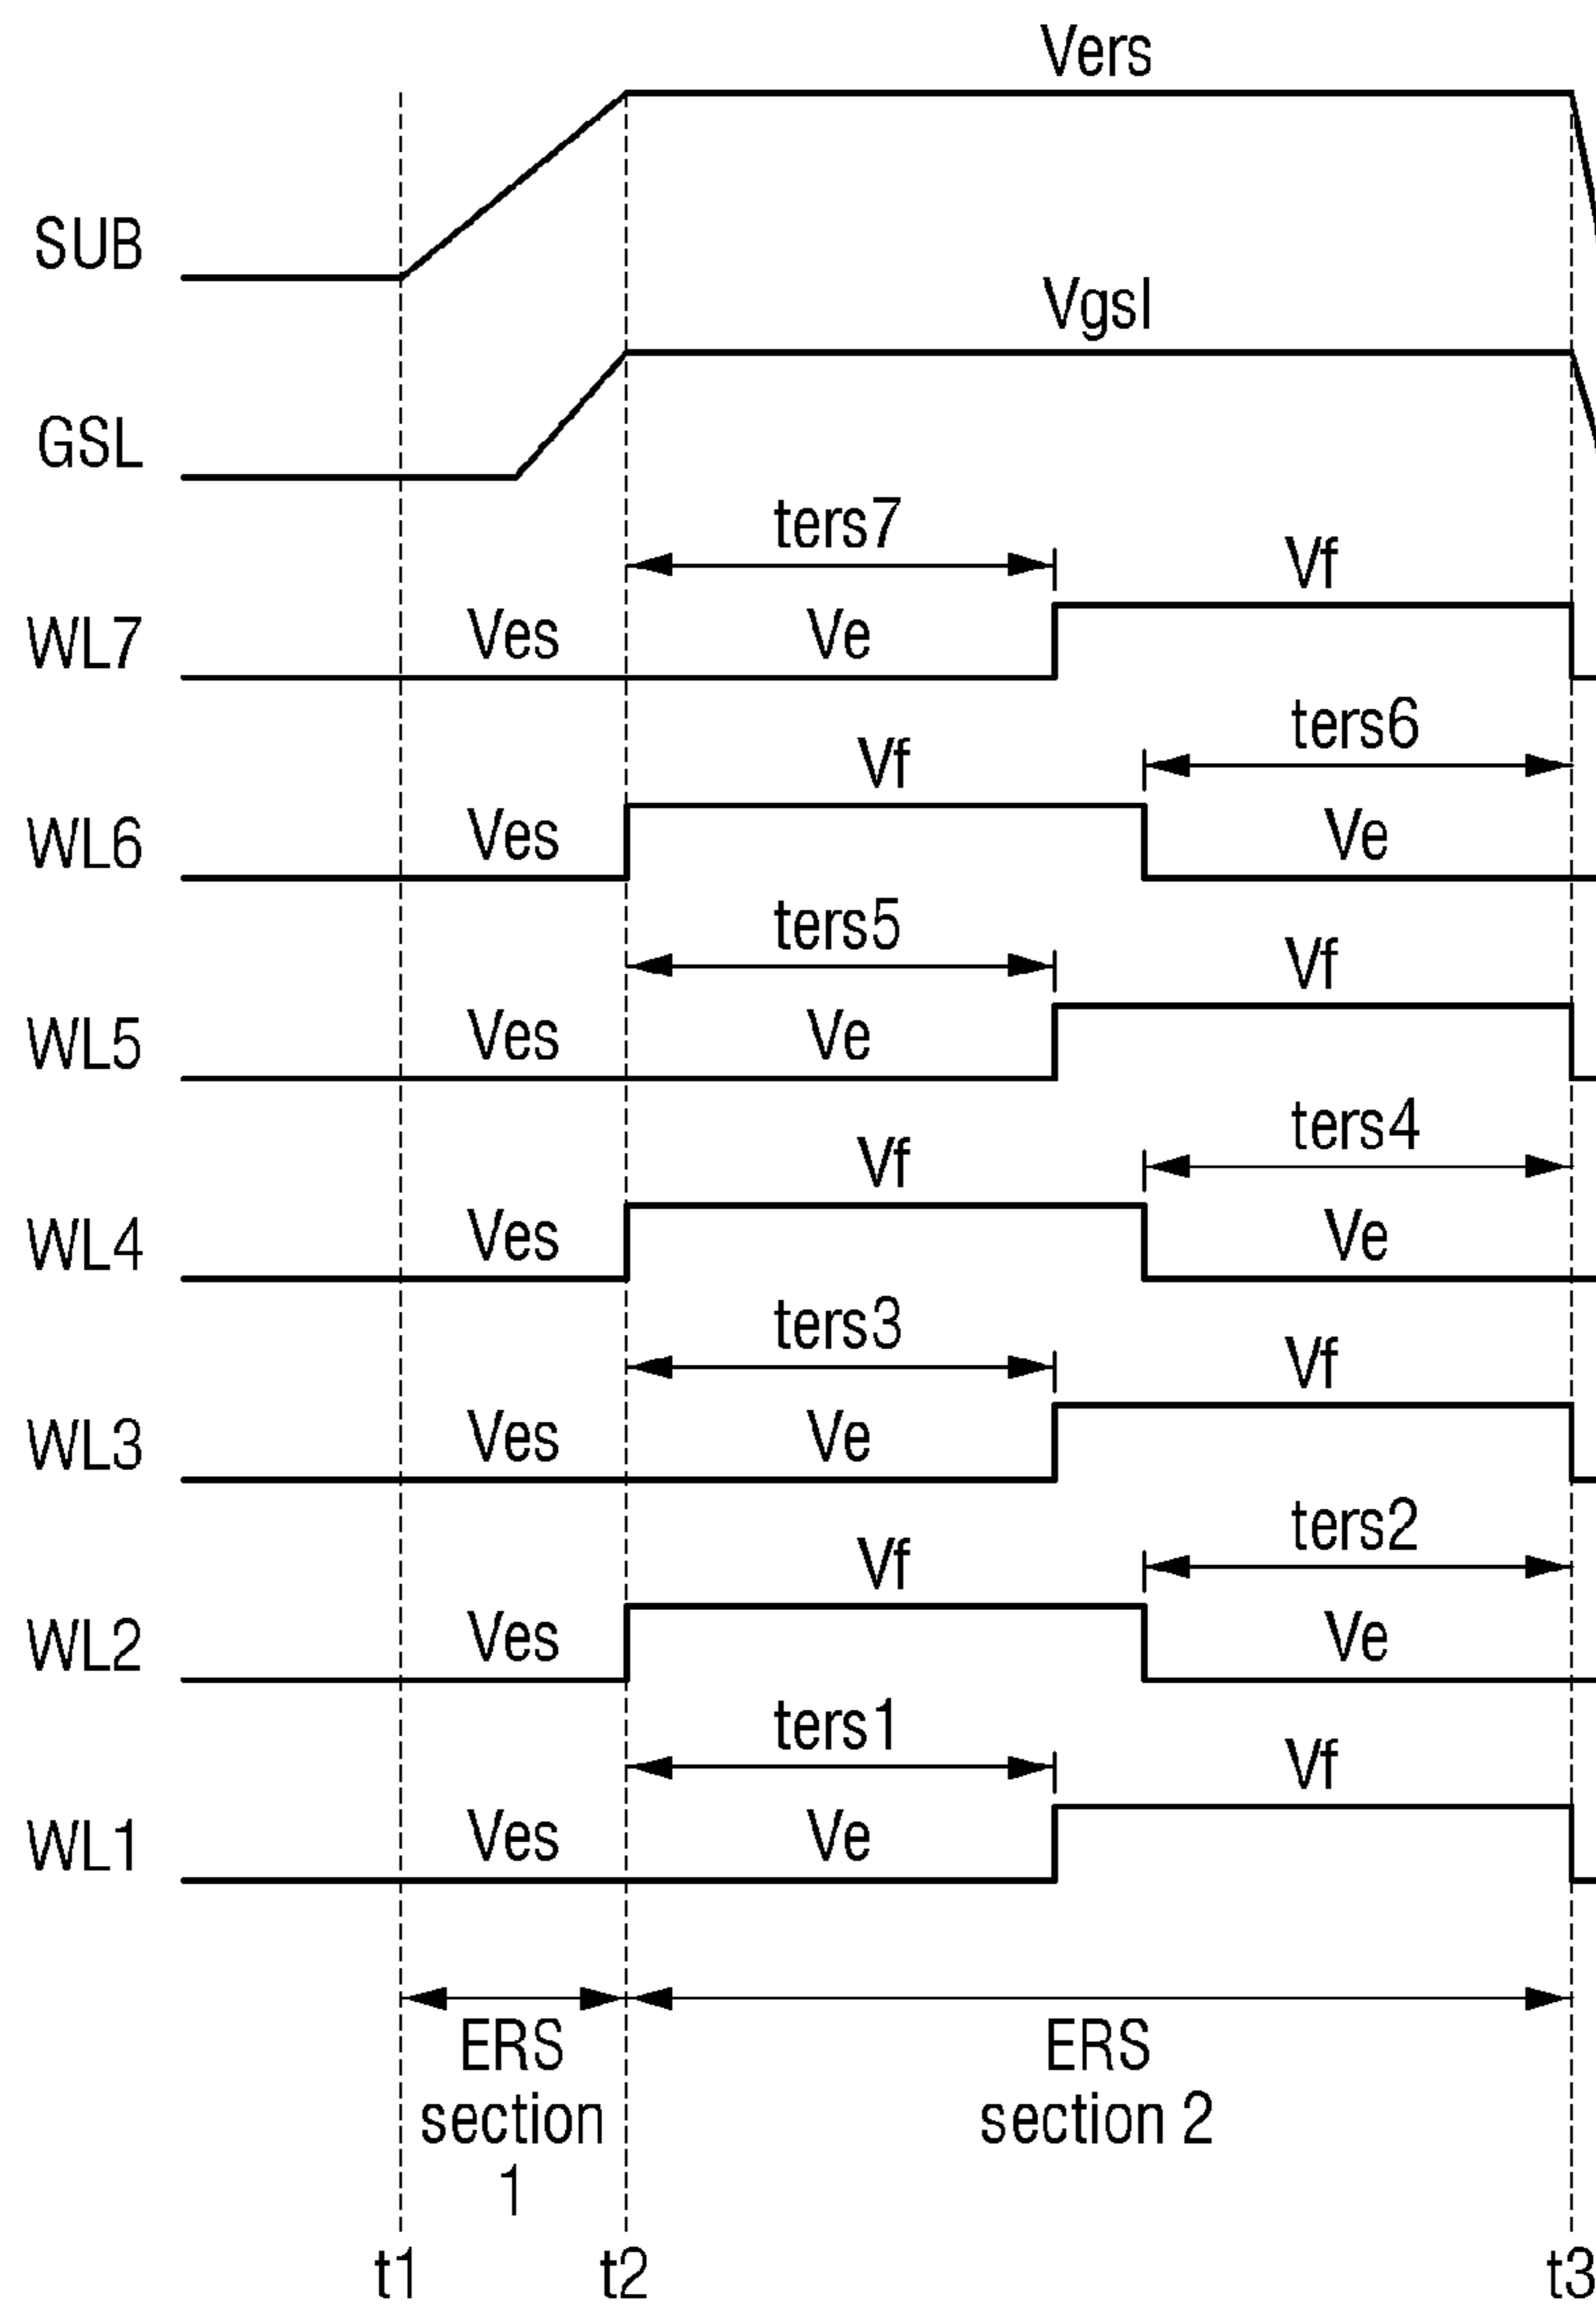 Vers
SUB
Vgsl
GSL
ters7
Vf
WL7 Ves Ve
ters6
Vf
WL6 Ves Ve
ters5
Vf
WL5 Ves Ve
ters4
Vf
WL4 Ves Ve
ters3
Vf
WL3 Ves Ve
ters2
Vf
WL2 Ves Ve
ters1
Vf
WL1 Ves Ve
ERS
section
1
ERS
section 2
t1 t2 t3